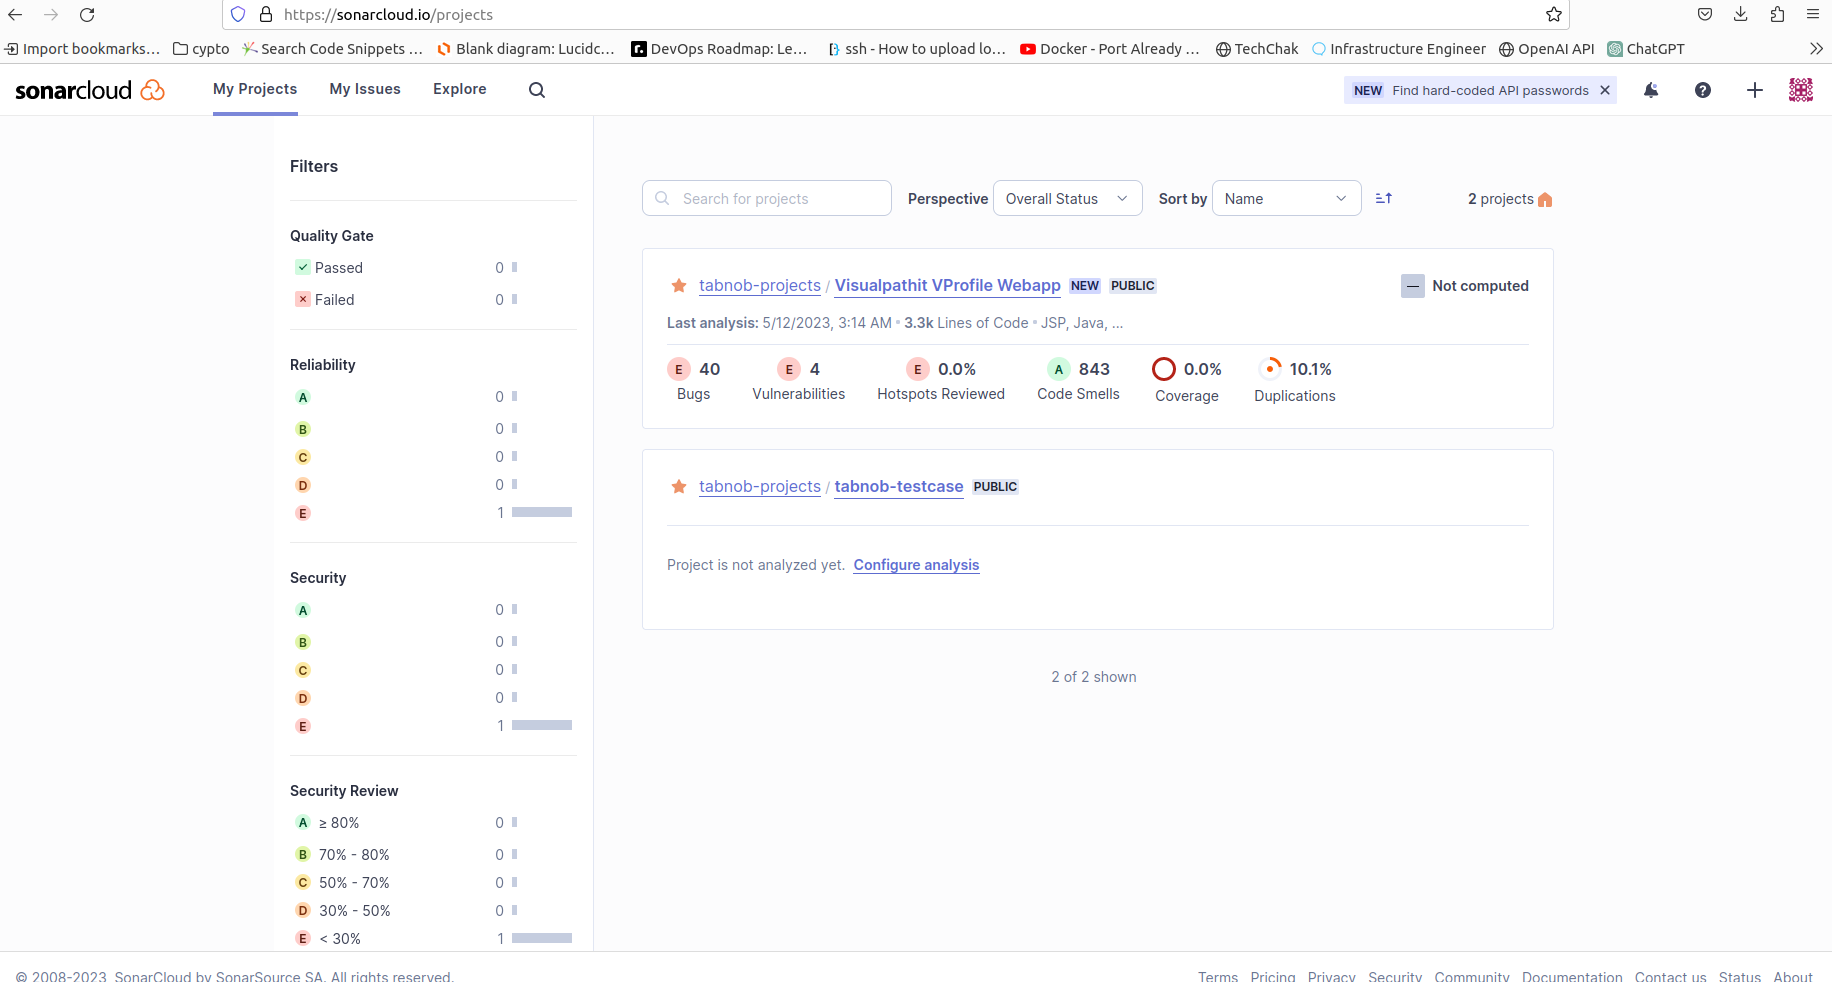 https://sonarcloud.io/projects
Import bookmarks... cypto Search Code Snippets ... Blank diagram: Lucidc... DevOps Roadmap: Le... ssh - How to upload lo... Docker - Port Already ... TechChak Infrastructure Engineer OpenAI API ChatGPT
sonarcloud My Projects My Issues Explore NEW Find hard-coded API passwords
Filters
Quality Gate
Passed 0
Failed 0
Reliability
A 0
B 0
C 0
D 0
E 1
Security
A 0
B 0
C 0
D 0
E 1
Security Review
A ≥ 80% 0
B 70% - 80% 0
C 50% - 70% 0
D 30% - 50% 0
E < 30% 1
Search for projects Perspective Overall Status Sort by Name 2 projects
tabnob-projects / Visualpathit VProfile Webapp NEW PUBLIC Not computed
Last analysis: 5/12/2023, 3:14 AM • 3.3k Lines of Code • JSP, Java, ...
E 40 E 4 E 0.0% A 843 0.0% 10.1%
Bugs Vulnerabilities Hotspots Reviewed Code Smells Coverage Duplications
tabnob-projects / tabnob-testcase PUBLIC
Project is not analyzed yet. Configure analysis
2 of 2 shown
© 2008-2023 SonarCloud by SonarSource SA. All rights reserved. Terms Pricing Privacy Security Community Documentation Contact us Status About